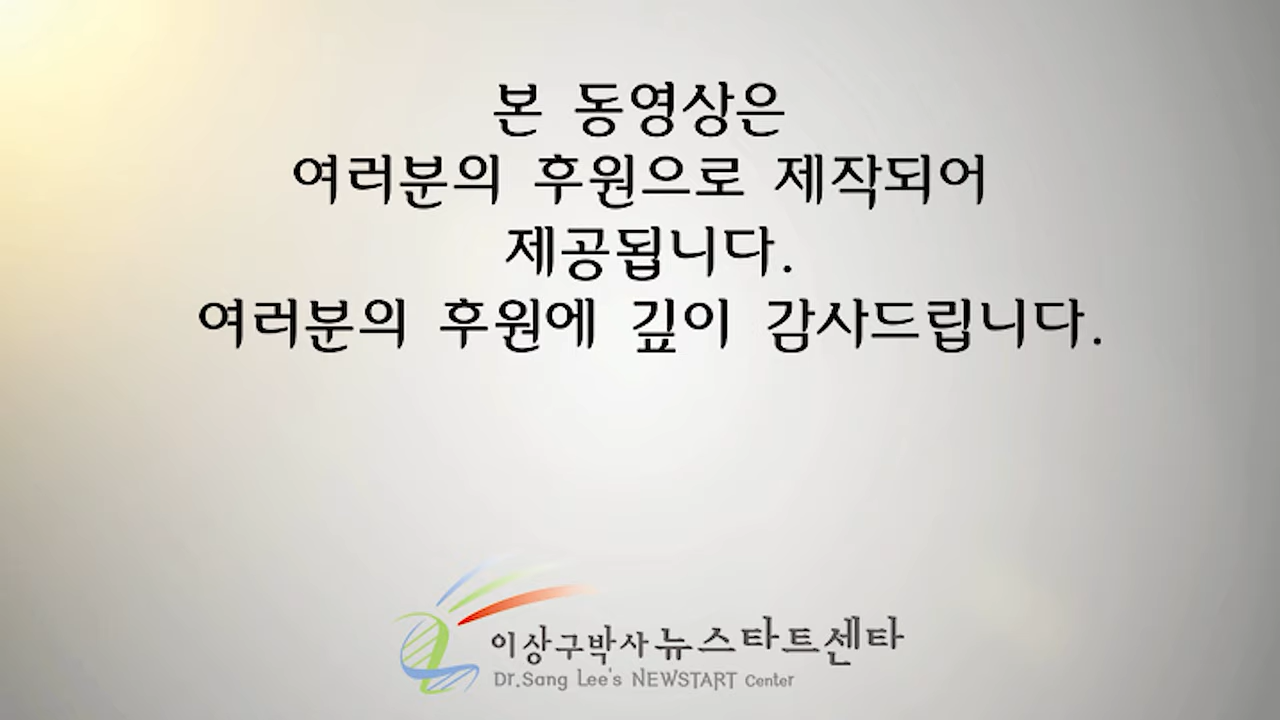 본 동영상은
여러분의 후원으로 제작되어
제공됩니다.
여러분의 후원에 깊이 감사드립니다.
이상구박사 뉴스타트센타
Dr.Sang Lee's NEWSTART Center